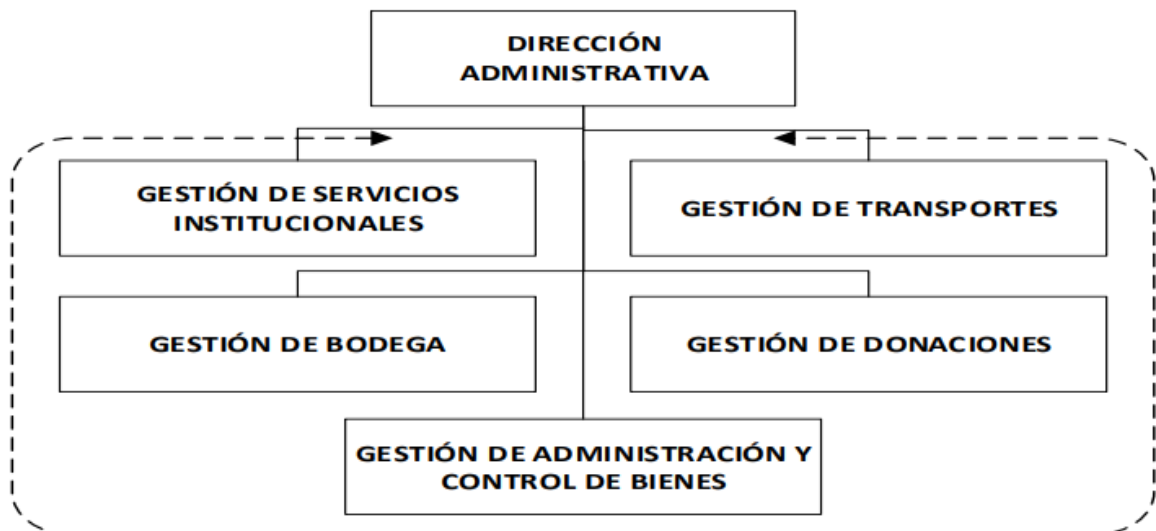 DIRECCIÓN
ADMINISTRATIVA
GESTIÓN DE SERVICIOS
INSTITUCIONALES
GESTIÓN DE TRANSPORTES
GESTIÓN DE BODEGA
GESTIÓN DE DONACIONES
GESTIÓN DE ADMINISTRACIÓN Y
CONTROL DE BIENES